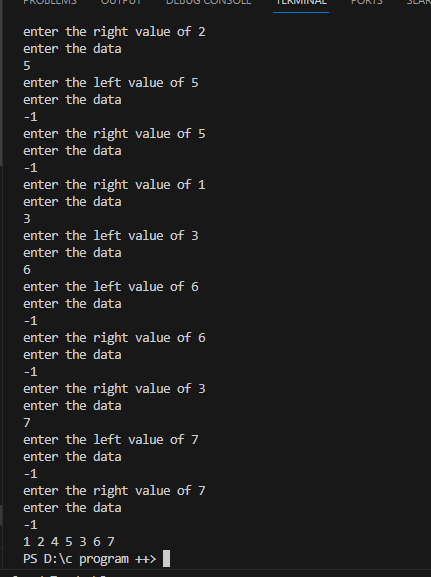 PROBLEMS OUTPUT DEBUG CONSOLE TERMINAL PORTS
enter the right value of 2
enter the data
5
enter the left value of 5
enter the data
-1
enter the right value of 5
enter the data
-1
enter the right value of 1
enter the data
3
enter the left value of 3
enter the data
6
enter the left value of 6
enter the data
-1
enter the right value of 6
enter the data
-1
enter the right value of 3
enter the data
7
enter the left value of 7
enter the data
-1
enter the right value of 7
enter the data
-1
1 2 4 5 3 6 7
PS D:\c program ++>